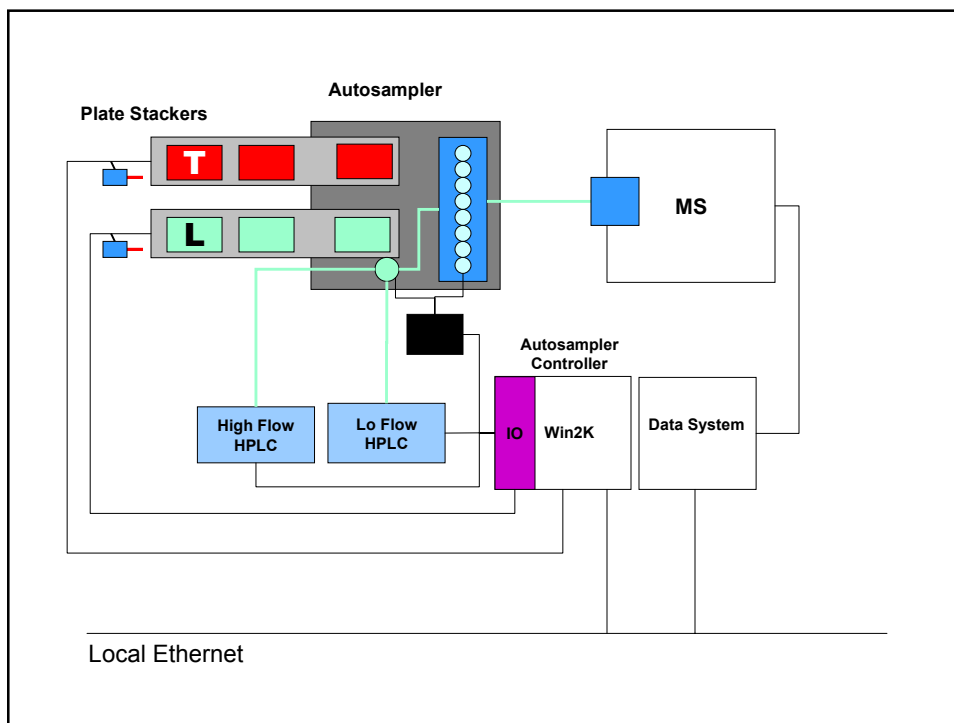 Autosampler
Plate Stackers
T
L
MS
Autosampler
Controller
High Flow
HPLC
Lo Flow
HPLC
IO
Win2K
Data System
Local Ethernet